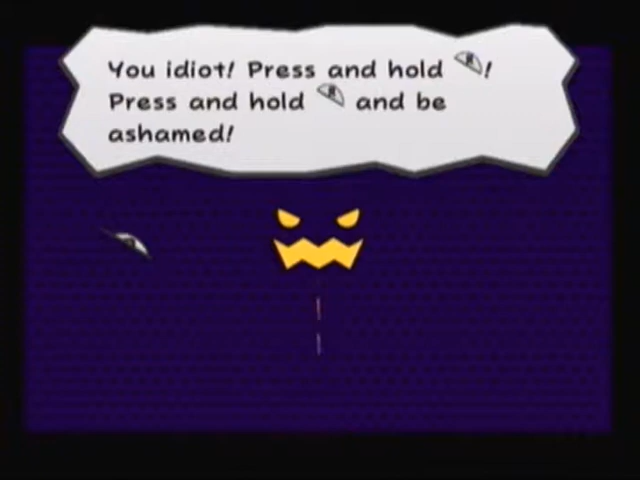 You idiot! Press and hold R!
Press and hold R and be
ashamed!